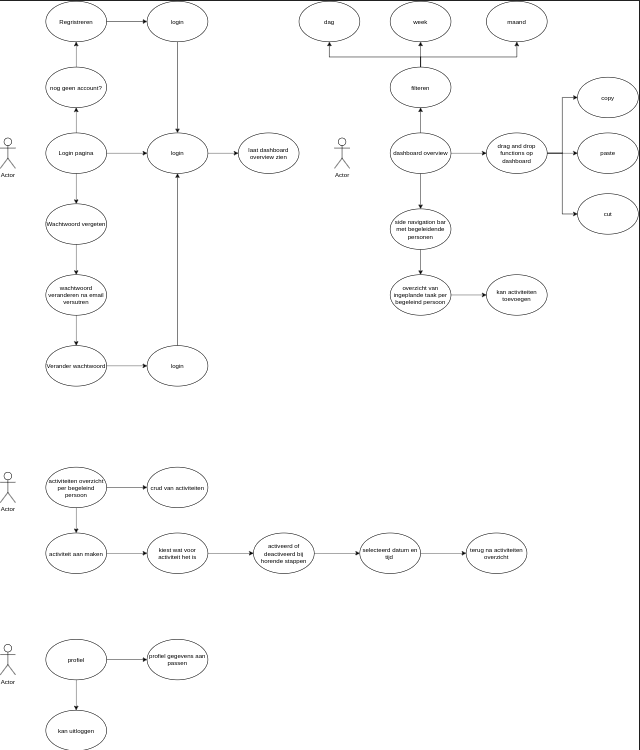 Regristreren
login
nog geen account?
Login pagina
login
laat dashboard
overview zien
Actor
Wachtwoord vergeten
wachtwoord
veranderen na email
versutren
Verander wachtwoord
login
dag
week
maand
filteren
Actor
dashboard overview
drag and drop
functions op
dashboard
copy
paste
cut
side navigation bar
met begeleidende
personen
overzicht van
ingeplande taak per
begeleind persoon
kan activiteiten
toevoegen
Actor
activiteiten overzicht
per begeleind
persoon
crud van activiteiten
activiteit aan maken
kiest wat voor
activiteit het is
activeerd of
deactiveerd bij
horende stappen
selecteerd datum en
tijd
terug na activiteiten
overzicht
Actor
profiel
profiel gegevens aan
passen
kan uitloggen